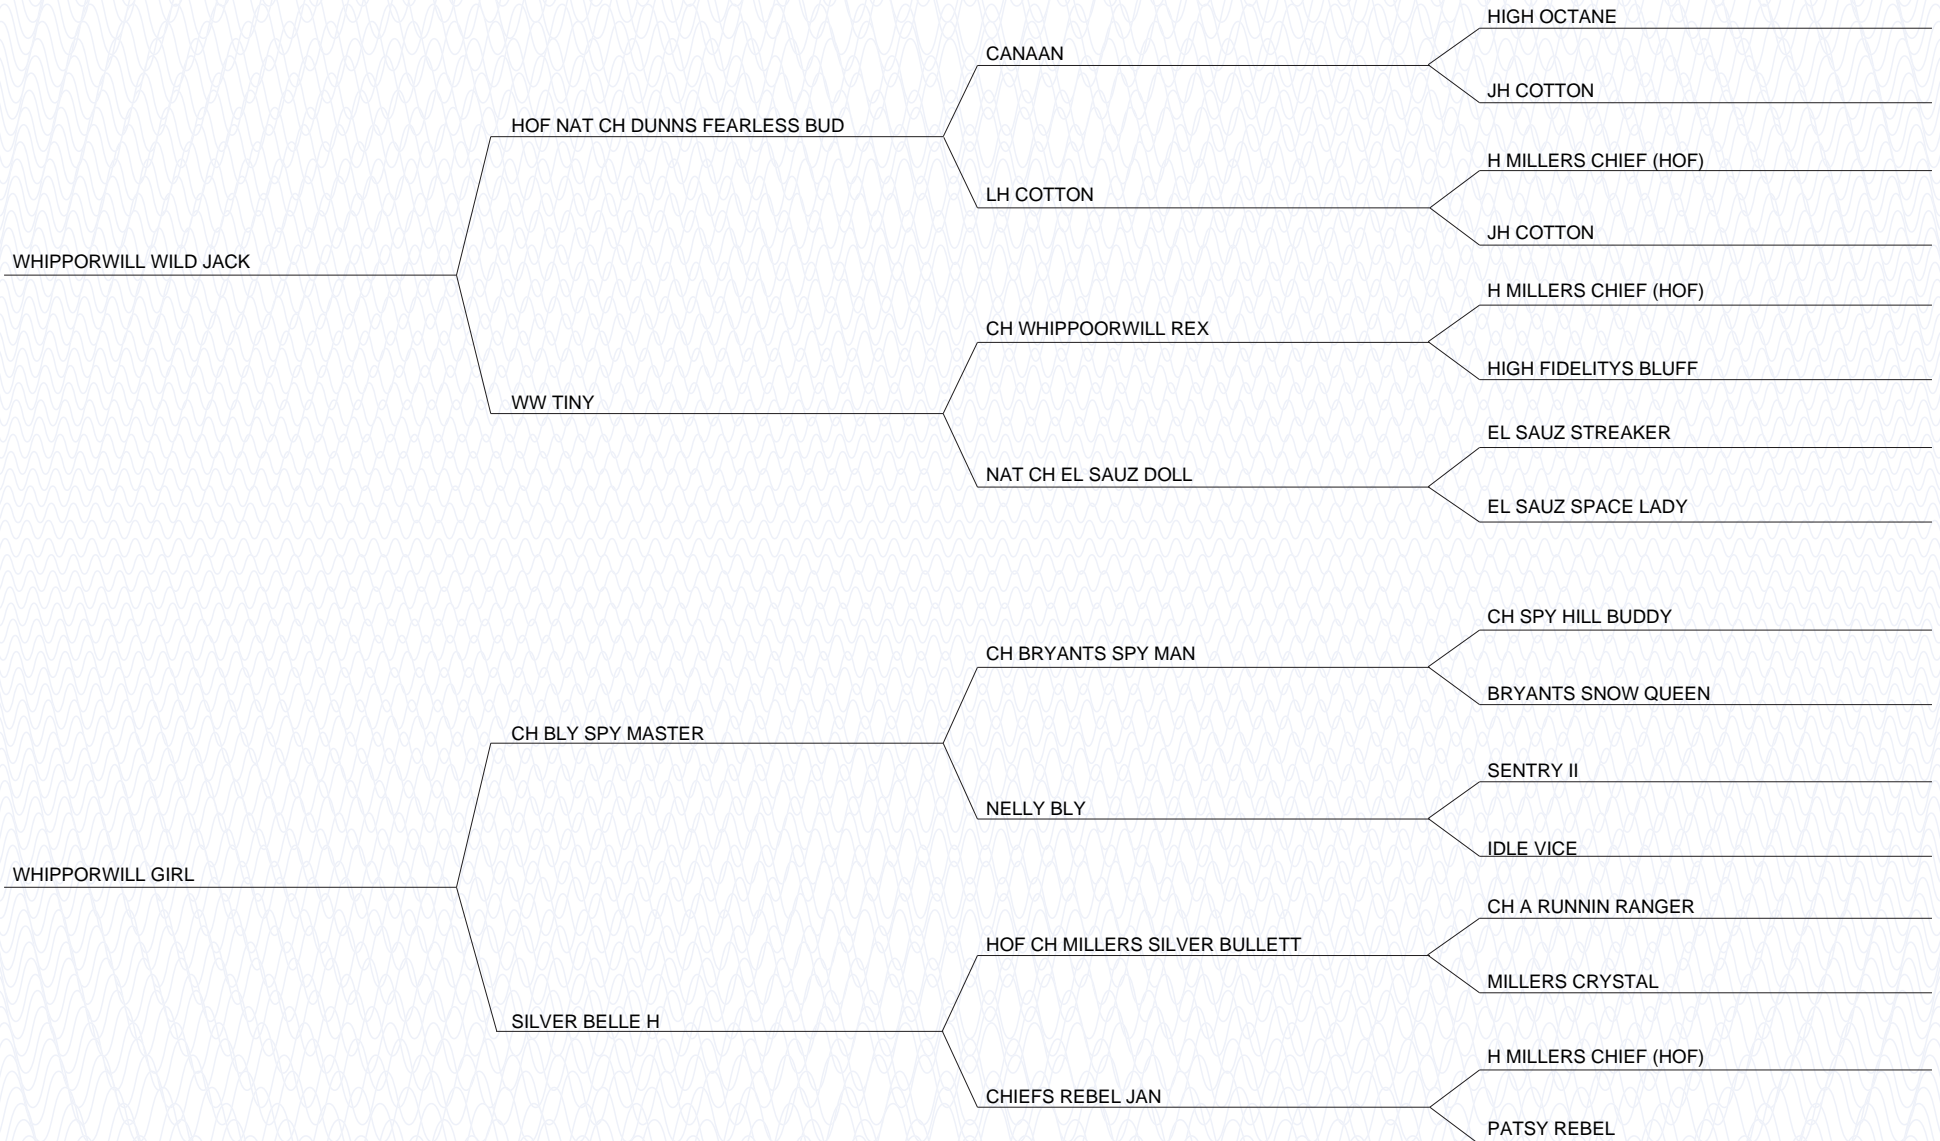 HIGH OCTANE
CANAAN
JH COTTON
HOF NAT CH DUNNS FEARLESS BUD
H MILLERS CHIEF (HOF)
LH COTTON
JH COTTON
WHIPPORWILL WILD JACK
H MILLERS CHIEF (HOF)
CH WHIPPOORWILL REX
HIGH FIDELITYS BLUFF
WW TINY
EL SAUZ STREAKER
NAT CH EL SAUZ DOLL
EL SAUZ SPACE LADY
CH SPY HILL BUDDY
CH BRYANTS SPY MAN
BRYANTS SNOW QUEEN
CH BLY SPY MASTER
SENTRY II
NELLY BLY
IDLE VICE
WHIPPORWILL GIRL
CH A RUNNIN RANGER
HOF CH MILLERS SILVER BULLETT
MILLERS CRYSTAL
SILVER BELLE H
H MILLERS CHIEF (HOF)
CHIEFS REBEL JAN
PATSY REBEL